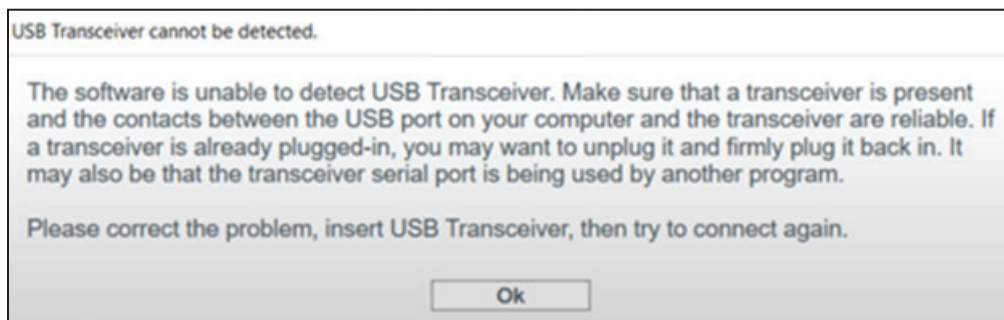 USB Transceiver cannot be detected.
The software is unable to detect USB Transceiver. Make sure that a transceiver is present
and the contacts between the USB port on your computer and the transceiver are reliable. If
a transceiver is already plugged-in, you may want to unplug it and firmly plug it back in. It
may also be that the transceiver serial port is being used by another program.
Please correct the problem, insert USB Transceiver, then try to connect again.
Ok